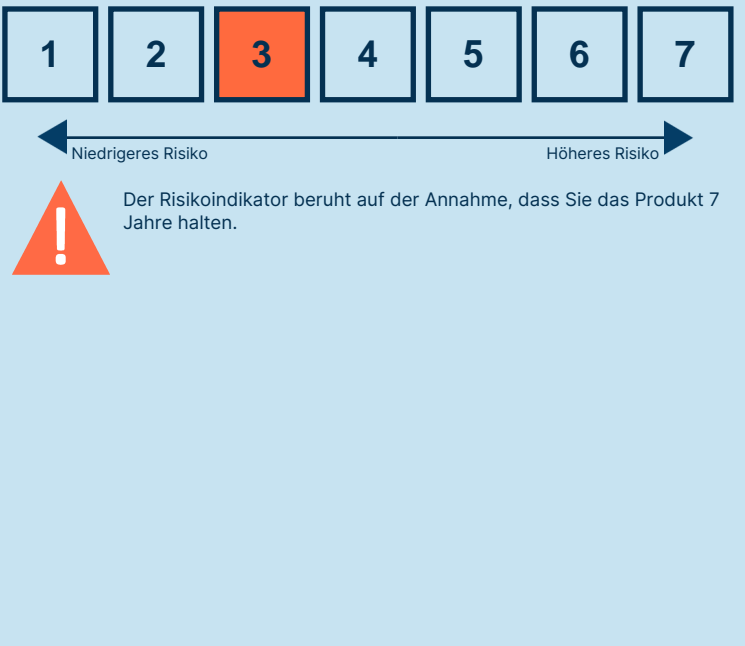 1 2 3 4 5 6 7
Niedrigeres Risiko Höheres Risiko
Der Risikoindikator beruht auf der Annahme, dass Sie das Produkt 7
Jahre halten.